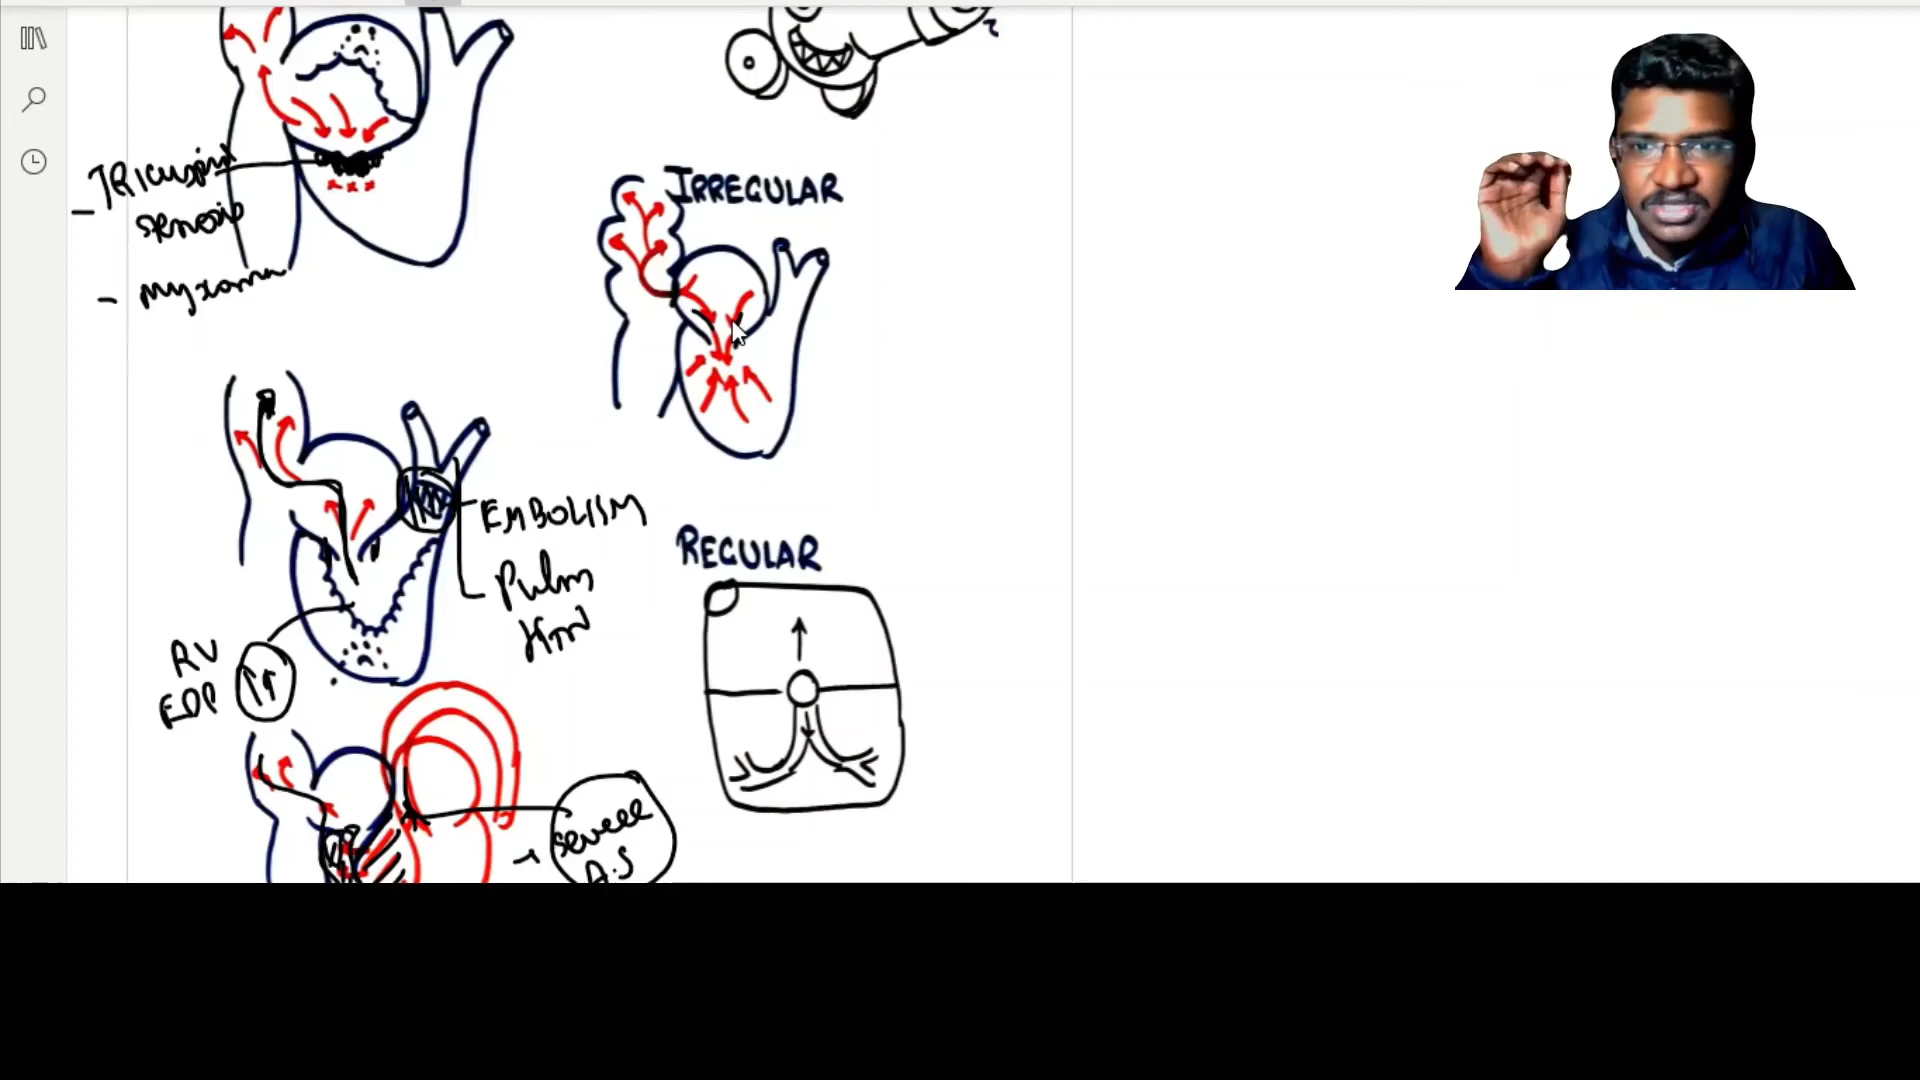 - TRicuspid
stenosis
- myxoma
IRREGULAR
EMBOLISM
Pulm
HTN
REGULAR
RV
EDP
severe
A.S